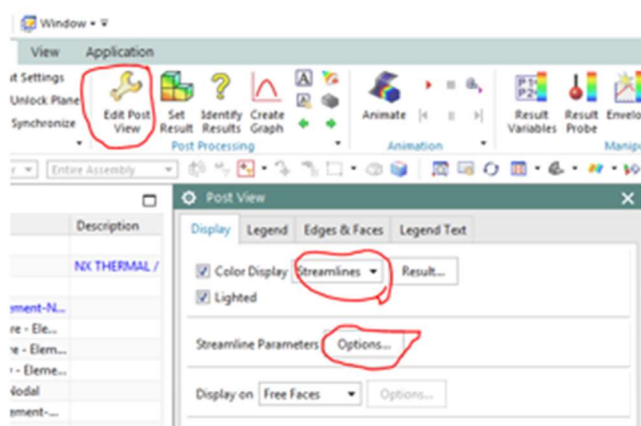 Window
View Application
t Settings
Unlock Plane
Synchronize
Edit Post View
Set Result
Identify Results
Create Graph
Post Processing
Animate
Animation
Result Variables
Result Probe
Envelo
Manipu
Entire Assembly
Description
NX THERMAL /
ement-N...
re - Ele...
e - Elem...
- Eleme...
Nodal
ement-...
Post View
Display Legend Edges & Faces Legend Text
Color Display Streamlines Result...
Lighted
Streamline Parameters Options...
Display on Free Faces Options...